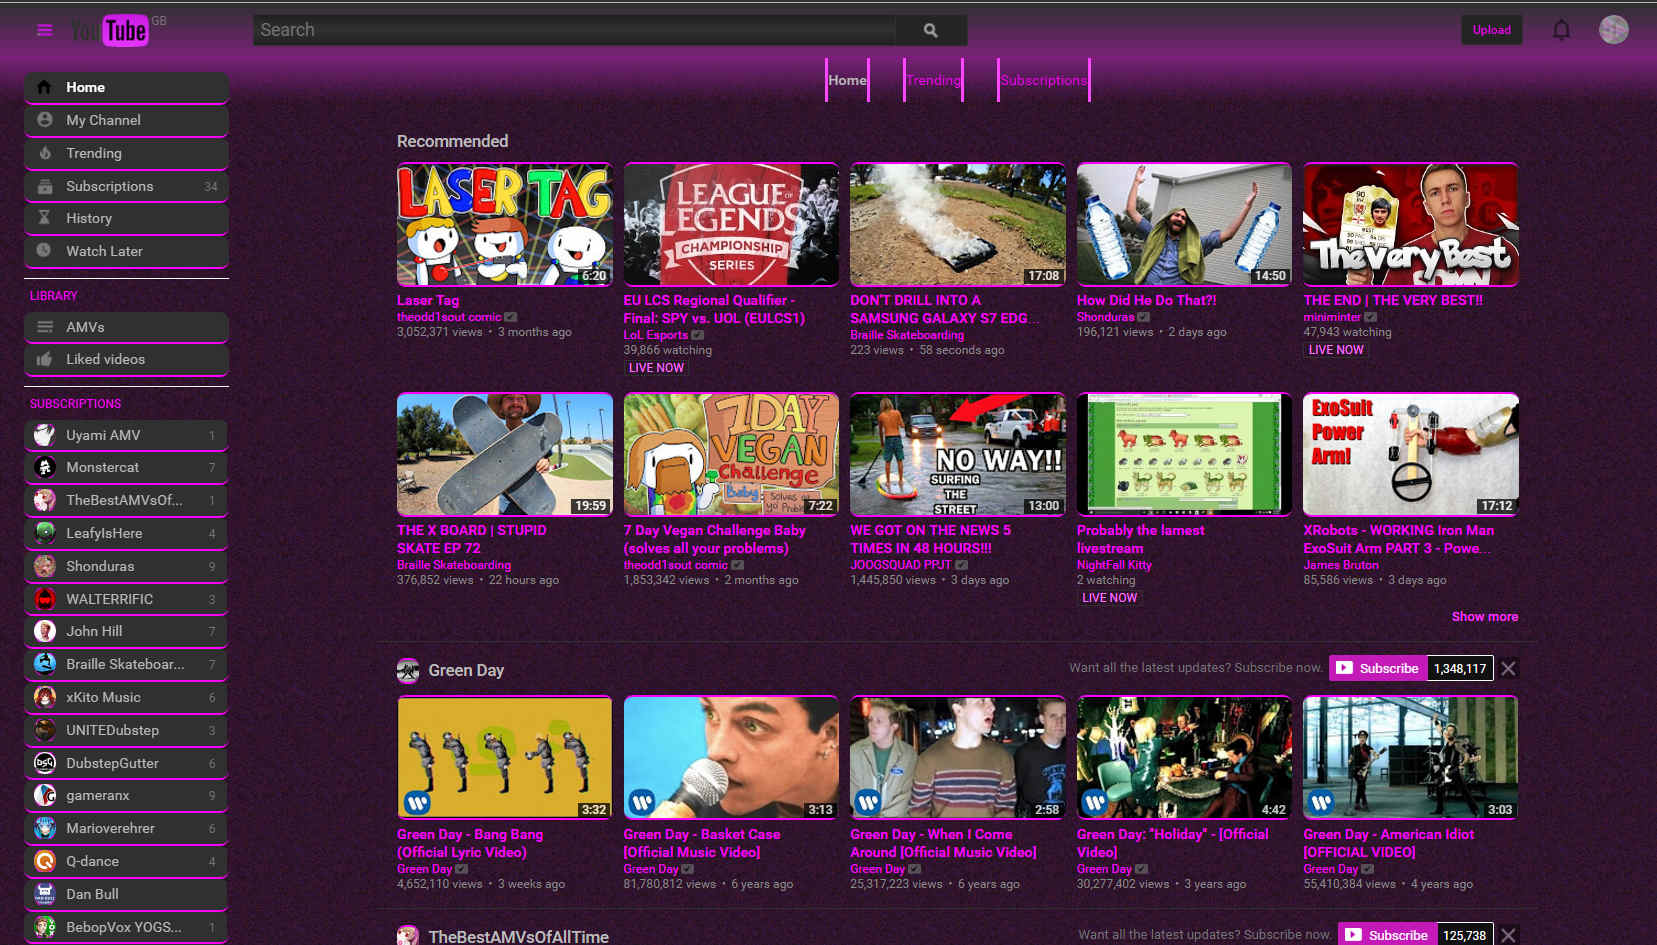 YouTube GB
Search
Upload
Home
Trending
Subscriptions
Home
My Channel
Trending
Subscriptions 34
History
Watch Later
LIBRARY
AMVs
Liked videos
SUBSCRIPTIONS
Uyami AMV 1
Monstercat 7
TheBestAMVsOf... 1
LeafyIsHere 4
Shonduras 9
WALTERRIFIC 3
John Hill 7
Braille Skateboar... 7
xKito Music 6
UNITEDubstep 3
DubstepGutter 6
gameranx 9
Marioverehrer 6
Q-dance 4
Dan Bull
BebopVox YOGS... 1
Recommended
LASER TAG
6:20
Laser Tag
theodd1sout comic
3,052,371 views • 3 months ago
LEAGUE OF
LEGENDS
CHAMPIONSHIP
SERIES
EU LCS Regional Qualifier -
Final: SPY vs. UOL (EULCS1)
LoL Esports
39,866 watching
LIVE NOW
17:08
DON'T DRILL INTO A
SAMSUNG GALAXY S7 EDG...
Braille Skateboarding
223 views • 58 seconds ago
14:50
How Did He Do That?!
Shonduras
196,121 views • 2 days ago
The Very Best
THE END | THE VERY BEST!!
miniminter
47,943 watching
LIVE NOW
19:59
THE X BOARD | STUPID
SKATE EP 72
Braille Skateboarding
376,852 views • 22 hours ago
7 DAY
VEGAN
Challenge
Baby
7:22
7 Day Vegan Challenge Baby
(solves all your problems)
theodd1sout comic
1,853,342 views • 2 months ago
NO WAY!!
SURFING
THE
STREET
13:00
WE GOT ON THE NEWS 5
TIMES IN 48 HOURS!!!
JOOGSQUAD PPJT
1,445,850 views • 3 days ago
Probably the lamest
livestream
NightFall Kitty
2 watching
LIVE NOW
ExoSuit
Power
Arm!
17:12
XRobots - WORKING Iron Man
ExoSuit Arm PART 3 - Powe...
James Bruton
85,586 views • 3 days ago
Show more
Green Day
Want all the latest updates? Subscribe now.
Subscribe 1,348,117
3:32
Green Day - Bang Bang
(Official Lyric Video)
Green Day
4,652,110 views • 3 weeks ago
3:13
Green Day - Basket Case
[Official Music Video]
Green Day
81,780,812 views • 6 years ago
2:58
Green Day - When I Come
Around [Official Music Video]
Green Day
25,317,223 views • 6 years ago
4:42
Green Day: "Holiday" - [Official
Video]
Green Day
30,277,402 views • 3 years ago
3:03
Green Day - American Idiot
[OFFICIAL VIDEO]
Green Day
55,410,384 views • 4 years ago
TheBestAMVsOfAllTime
Want all the latest updates? Subscribe now.
Subscribe 125,738